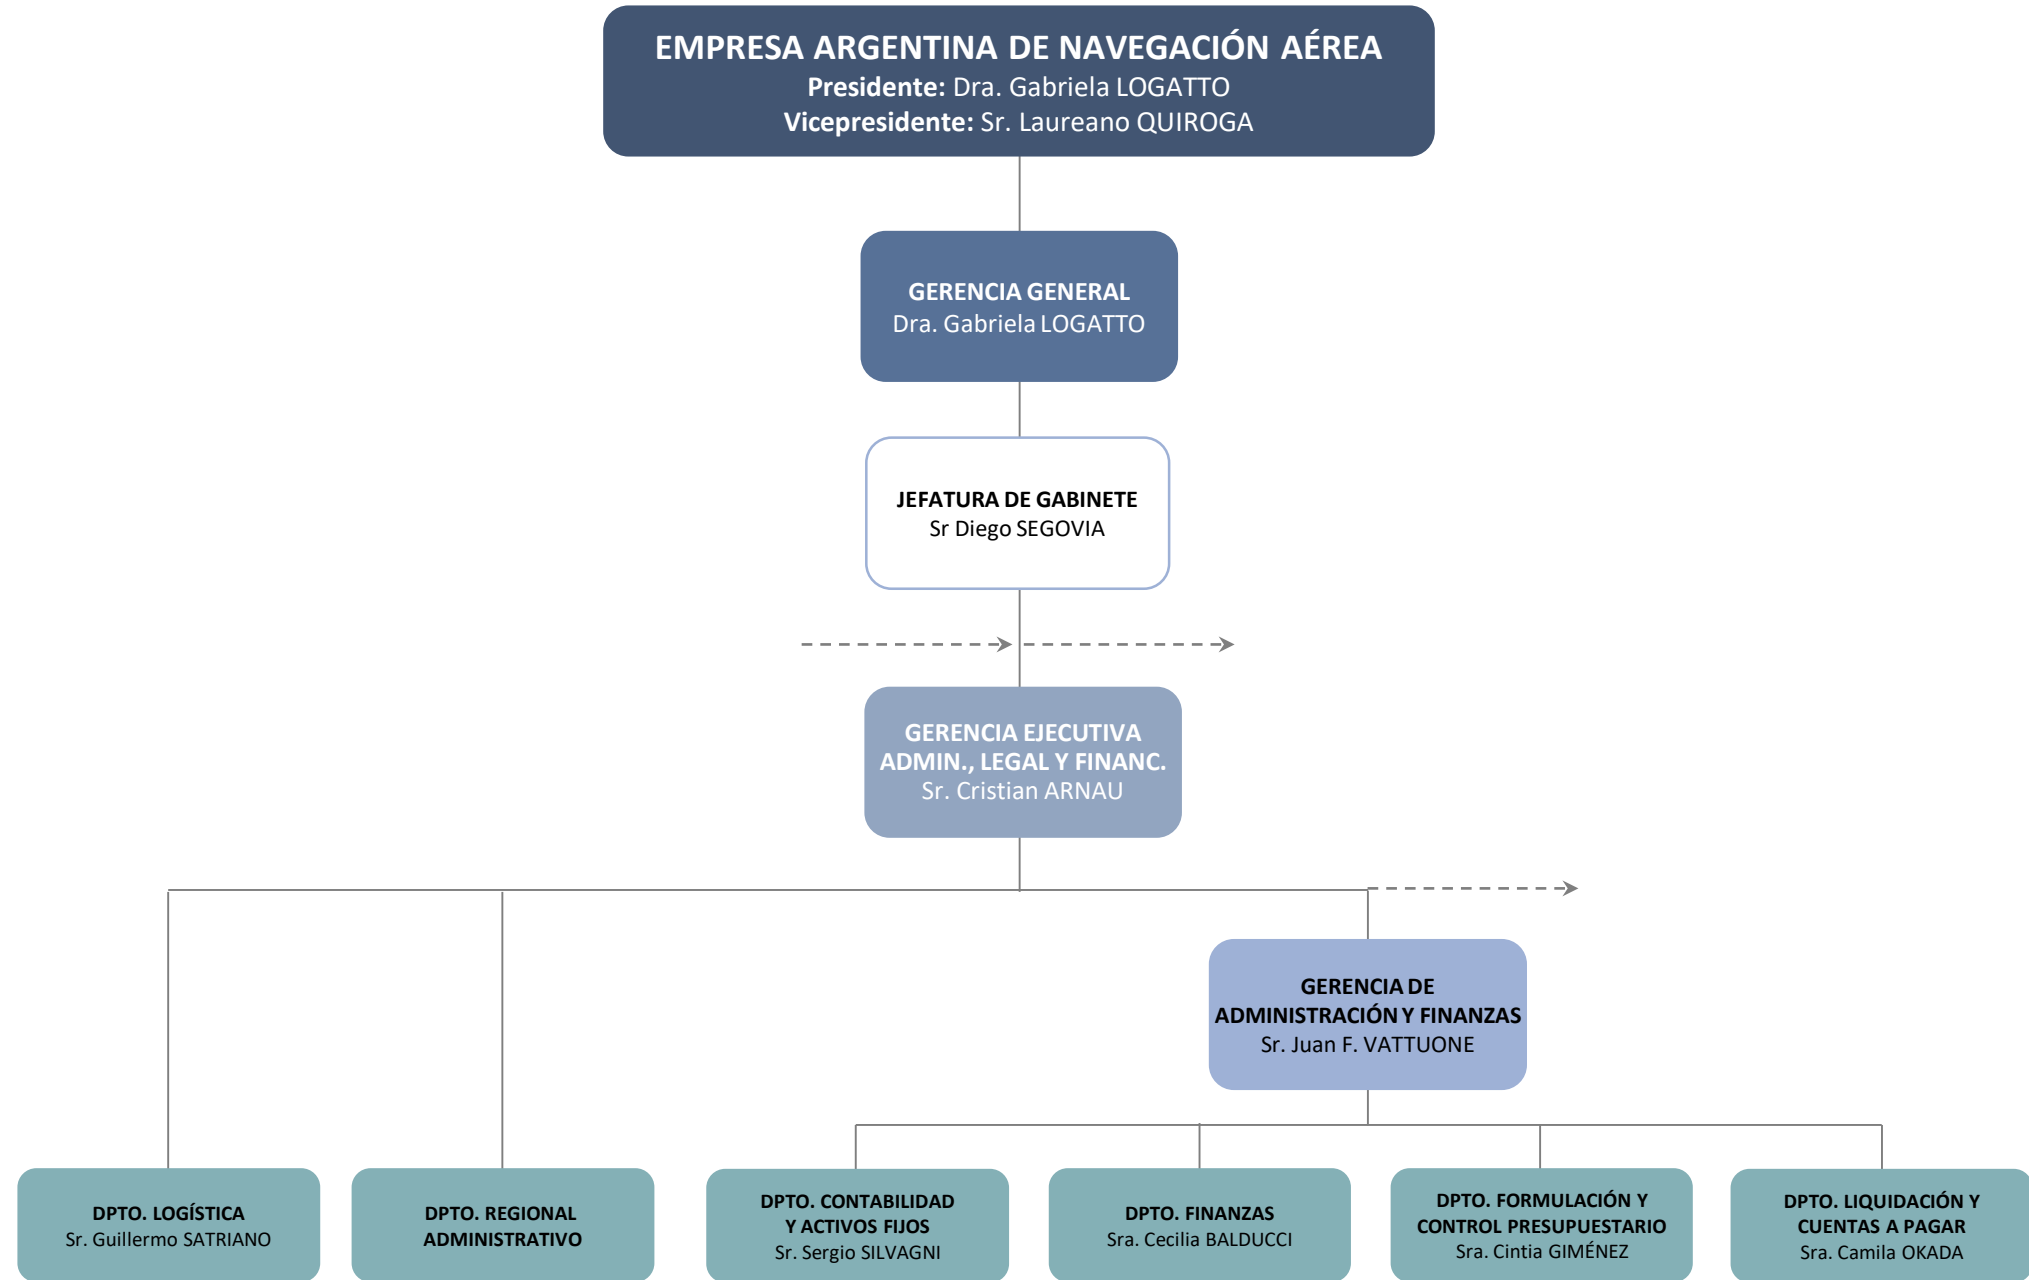 EMPRESA ARGENTINA DE NAVEGACIÓN AÉREA
Presidente: Dra. Gabriela LOGATTO
Vicepresidente: Sr. Laureano QUIROGA
GERENCIA GENERAL
Dra. Gabriela LOGATTO
JEFATURA DE GABINETE
Sr Diego SEGOVIA
GERENCIA EJECUTIVA
ADMIN., LEGAL Y FINANC.
Sr. Cristian ARNAU
GERENCIA DE
ADMINISTRACIÓN Y FINANZAS
Sr. Juan F. VATTUONE
DPTO. LOGÍSTICA
Sr. Guillermo SATRIANO
DPTO. REGIONAL
ADMINISTRATIVO
DPTO. CONTABILIDAD
Y ACTIVOS FIJOS
Sr. Sergio SILVAGNI
DPTO. FINANZAS
Sra. Cecilia BALDUCCI
DPTO. FORMULACIÓN Y
CONTROL PRESUPUESTARIO
Sra. Cintia GIMÉNEZ
DPTO. LIQUIDACIÓN Y
CUENTAS A PAGAR
Sra. Camila OKADA